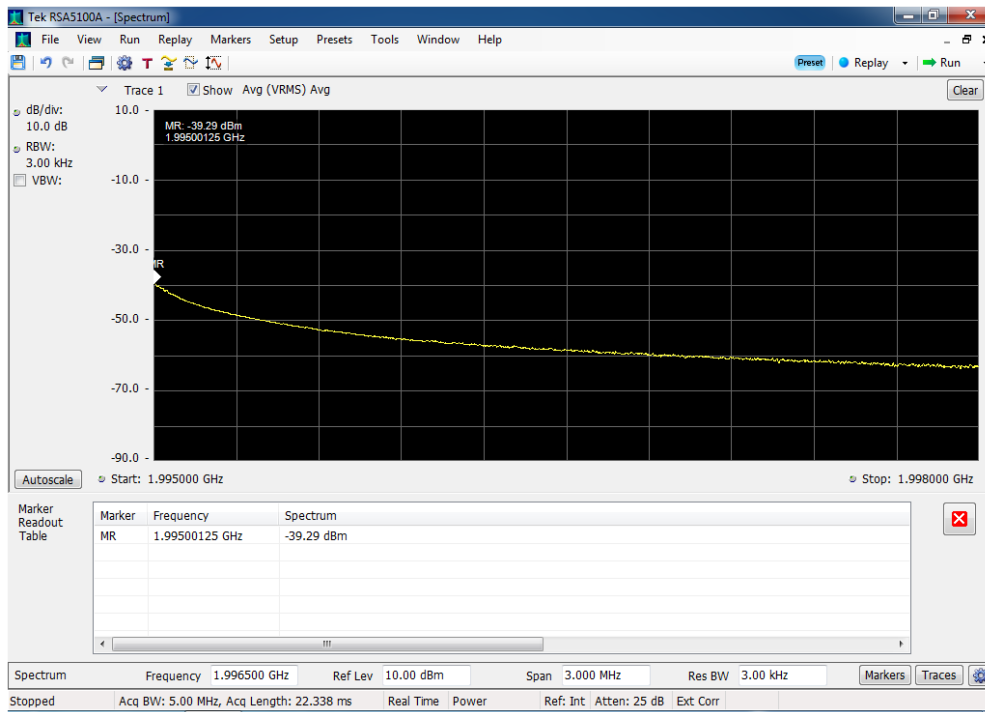 Tek RSA5100A - [Spectrum]
File View Run Replay Markers Setup Presets Tools Window Help
T Preset Replay Run
Trace 1 Show Avg (VRMS) Avg Clear
dB/div:
10.0 dB
RBW:
3.00 kHz
VBW:
10.0 -
-10.0 -
-30.0 -
-50.0 -
-70.0 -
-90.0 -
MR: -39.29 dBm
1.99500125 GHz
MR
Autoscale Start: 1.995000 GHz Stop: 1.998000 GHz
Marker
Readout
Table
Marker Frequency Spectrum
MR 1.99500125 GHz -39.29 dBm
Spectrum Frequency 1.996500 GHz Ref Lev 10.00 dBm Span 3.000 MHz Res BW 3.00 kHz Markers Traces
Stopped Acq BW: 5.00 MHz, Acq Length: 22.338 ms Real Time Power Ref: Int Atten: 25 dB Ext Corr